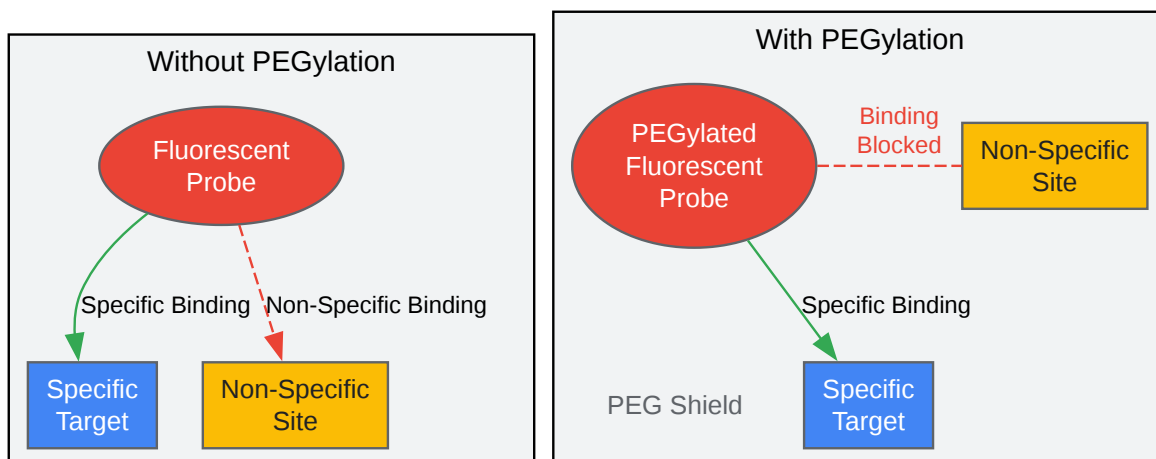 Without PEGylation
Fluorescent
Probe
Specific Binding
Non-Specific Binding
Specific
Target
Non-Specific
Site
With PEGylation
PEGylated
Fluorescent
Probe
Binding
Blocked
Non-Specific
Site
Specific Binding
PEG Shield
Specific
Target